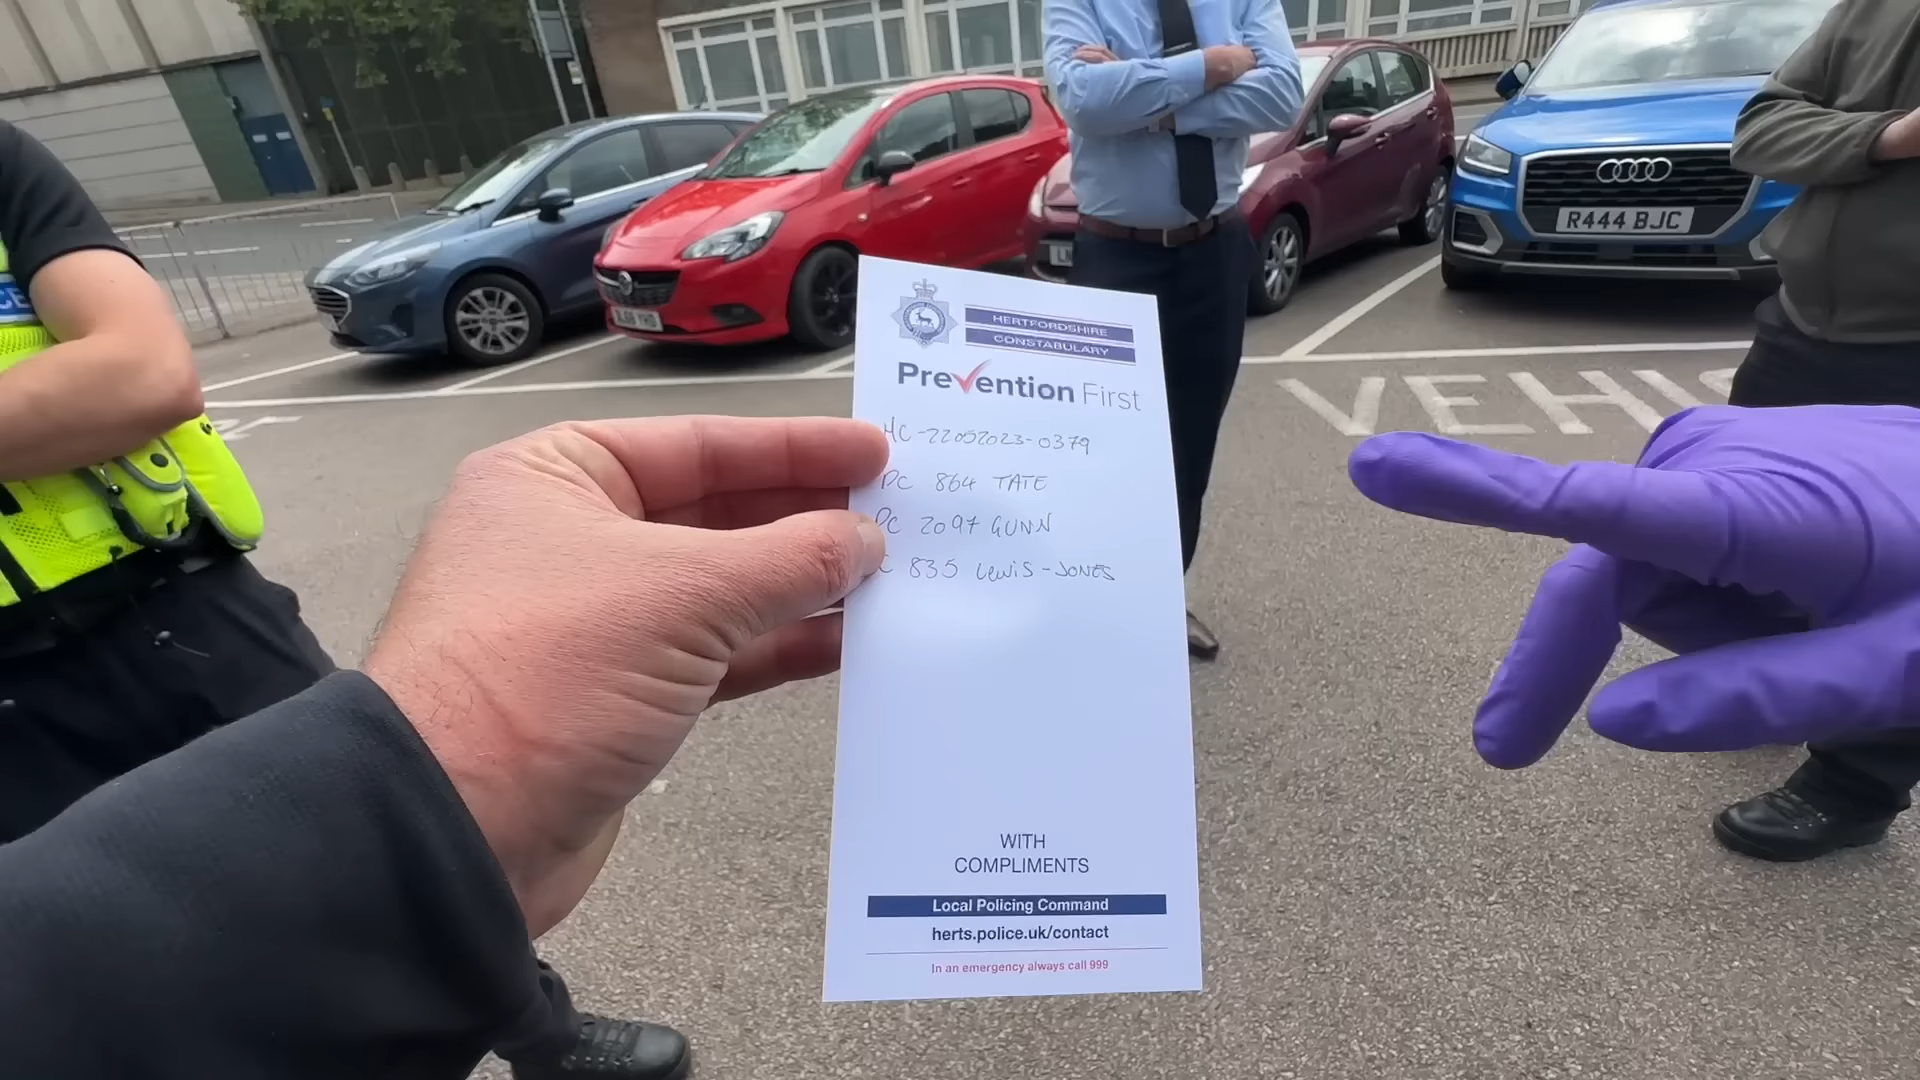 R444 BJC
HERTFORDSHIRE
CONSTABULARY
Prevention First
HC-22052023-0379
PC 864 TATE
PC 2097 GUNN
C 835 LEWIS-JONES
WITH
COMPLIMENTS
Local Policing Command
herts.police.uk/contact
In an emergency always call 999